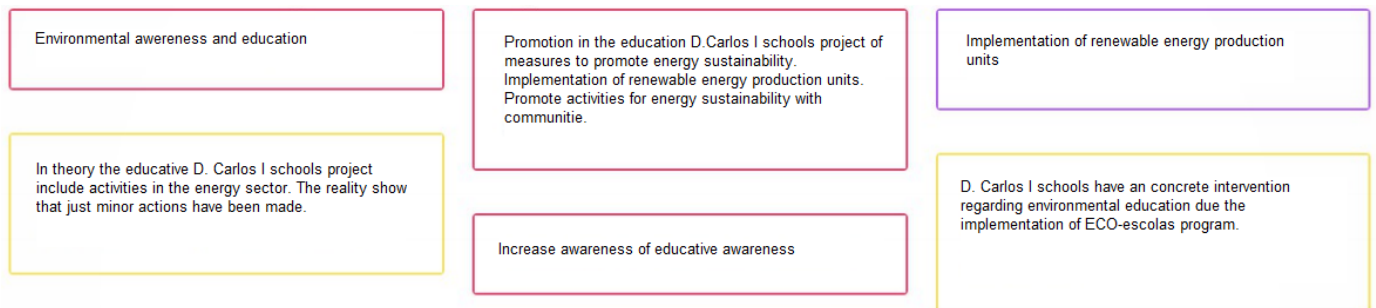 Environmental awereness and education
In theory the educative D. Carlos I schools project
include activities in the energy sector. The reality show
that just minor actions have been made.
Promotion in the education D.Carlos I schools project of
measures to promote energy sustainability.
Implementation of renewable energy production units.
Promote activities for energy sustainability with
communitie.
Increase awareness of educative awareness
Implementation of renewable energy production
units
D. Carlos I schools have an concrete intervention
regarding environmental education due the
implementation of ECO-escolas program.